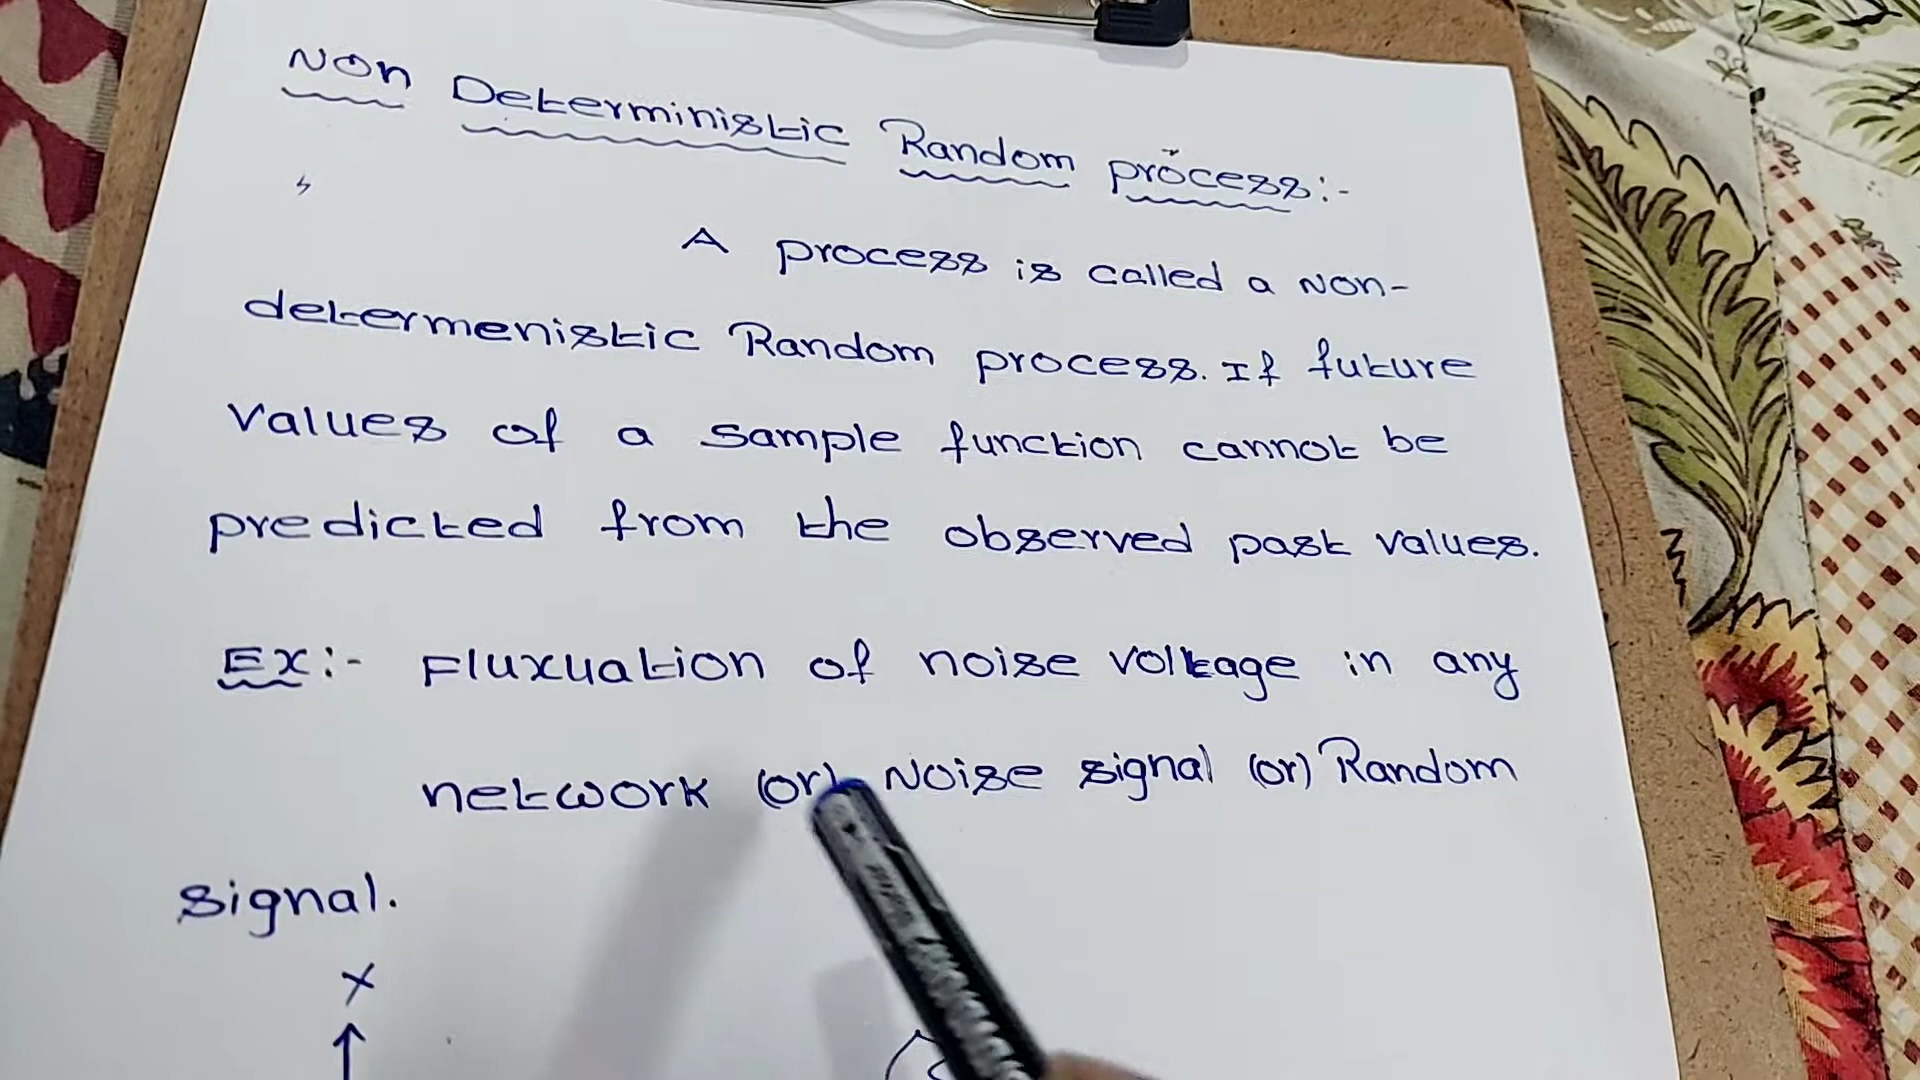 Non Deterministic Random process:-
A process is called a Non-
determenistic Random process. If future
values of a sample function cannot be
predicted from the observed past values.
Ex:- Fluxuation of noise voltage in any
network (or) Noise signal (or) Random
signal.
X